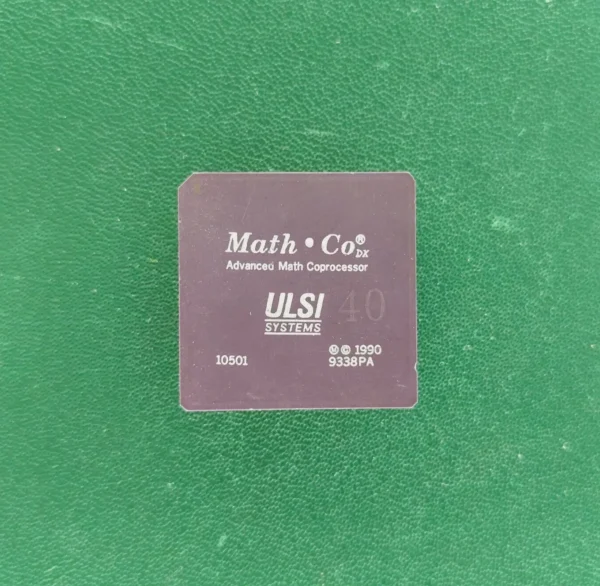 Math • Co® DX
Advanced Math Coprocessor
ULSI 40
SYSTEMS
Ⓜ © 1990
10501 9338PA